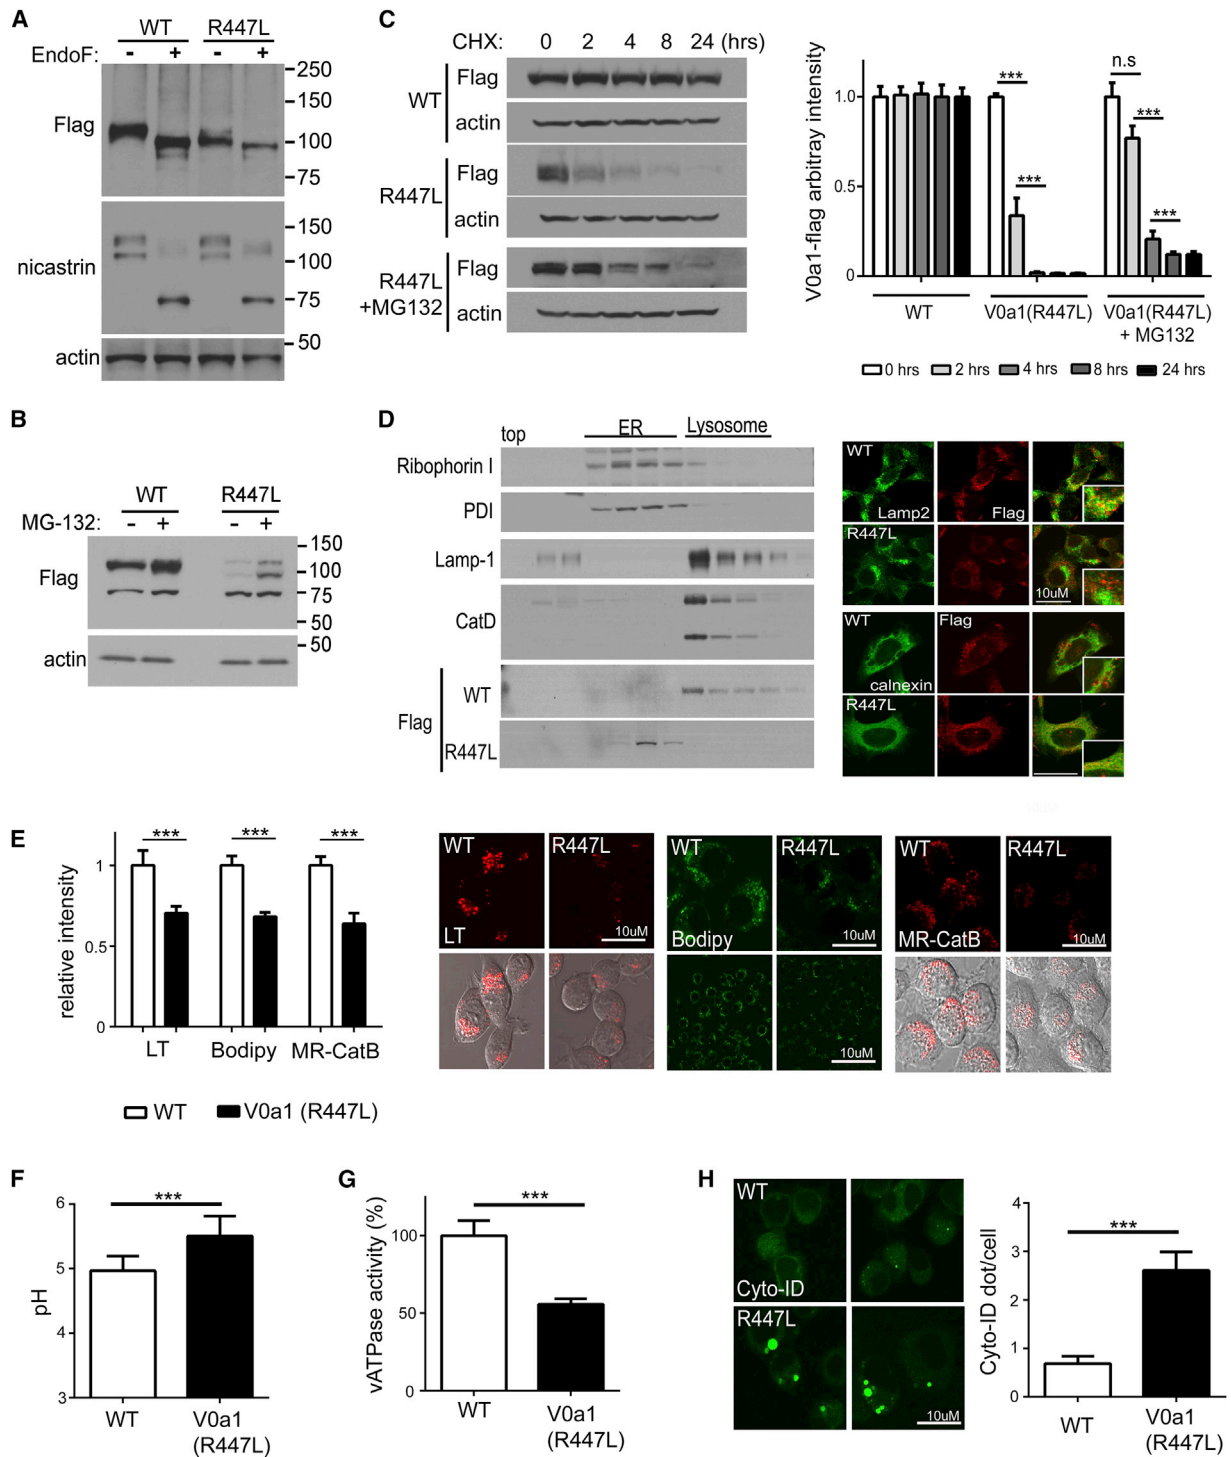 A
WT R447L
EndoF: - + - +
Flag
250
150
100
75
nicastrin
150
100
75
50
actin
B
WT R447L
MG-132: - + - +
Flag
150
100
75
50
actin
50
C
CHX: 0 2 4 8 24 (hrs)
WT
Flag
actin
R447L
Flag
actin
R447L
+MG132
Flag
actin
V0a1-flag arbitray intensity
1.0
0.5
0
*** *** n.s *** ***
WT V0a1(R447L) V0a1(R447L)
+ MG132
0 hrs 2 hrs 4 hrs 8 hrs 24 hrs
D
top ER Lysosome
Ribophorin I
PDI
Lamp-1
CatD
Flag
WT
R447L
WT
Lamp2 Flag
R447L
10uM
WT Flag
calnexin
R447L
E
relative intensity
1
0.5
0
*** *** ***
LT Bodipy MR-CatB
WT V0a1 (R447L)
WT R447L
LT 10uM
WT R447L
Bodipy 10uM
10uM
WT R447L
MR-CatB 10uM
F
pH
6
5
4
3
***
WT V0a1
(R447L)
G
vATPase activity (%)
100
50
0
***
WT V0a1
(R447L)
H
WT
Cyto-ID
R447L
10uM
Cyto-ID dot/cell
4
3
2
1
0
***
WT V0a1
(R447L)